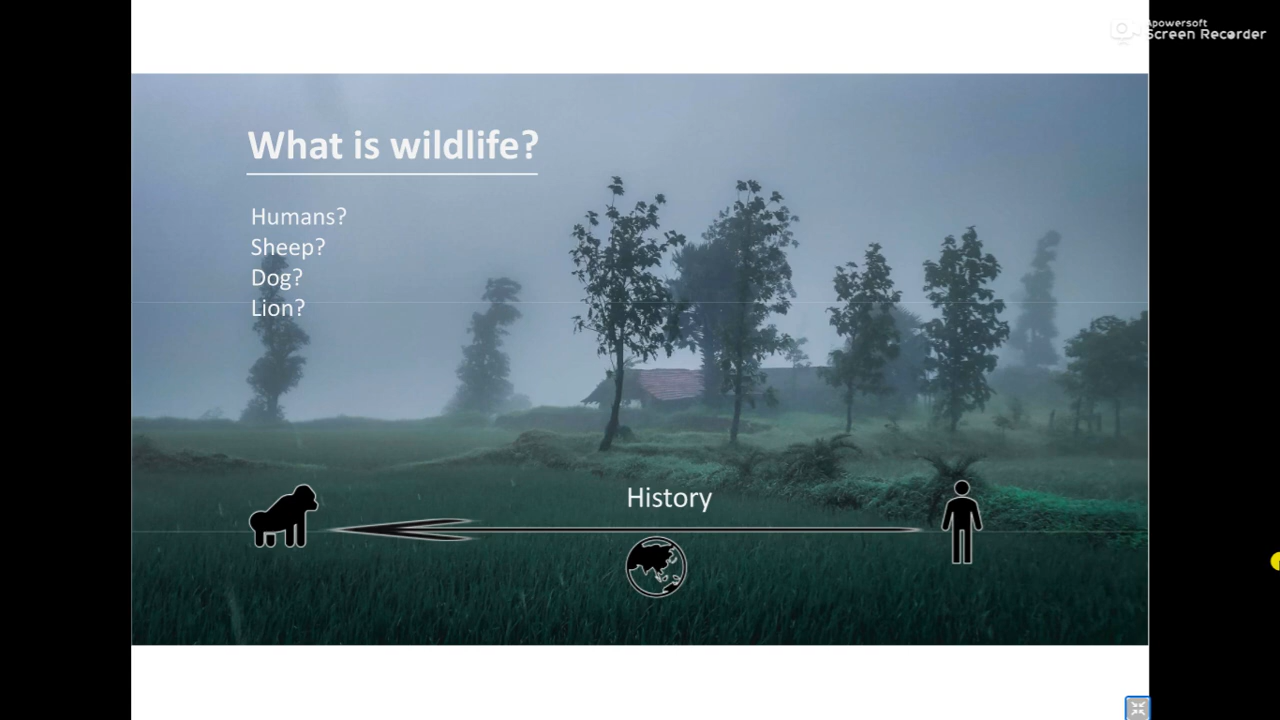 Apowersoft
Screen Recorder
What is wildlife?
Humans?
Sheep?
Dog?
Lion?
History